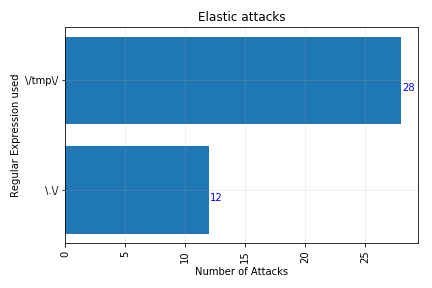 Elastic attacks
Regular Expression used
\/tmp\/
28
\.\/
12
0 5 10 15 20 25
Number of Attacks